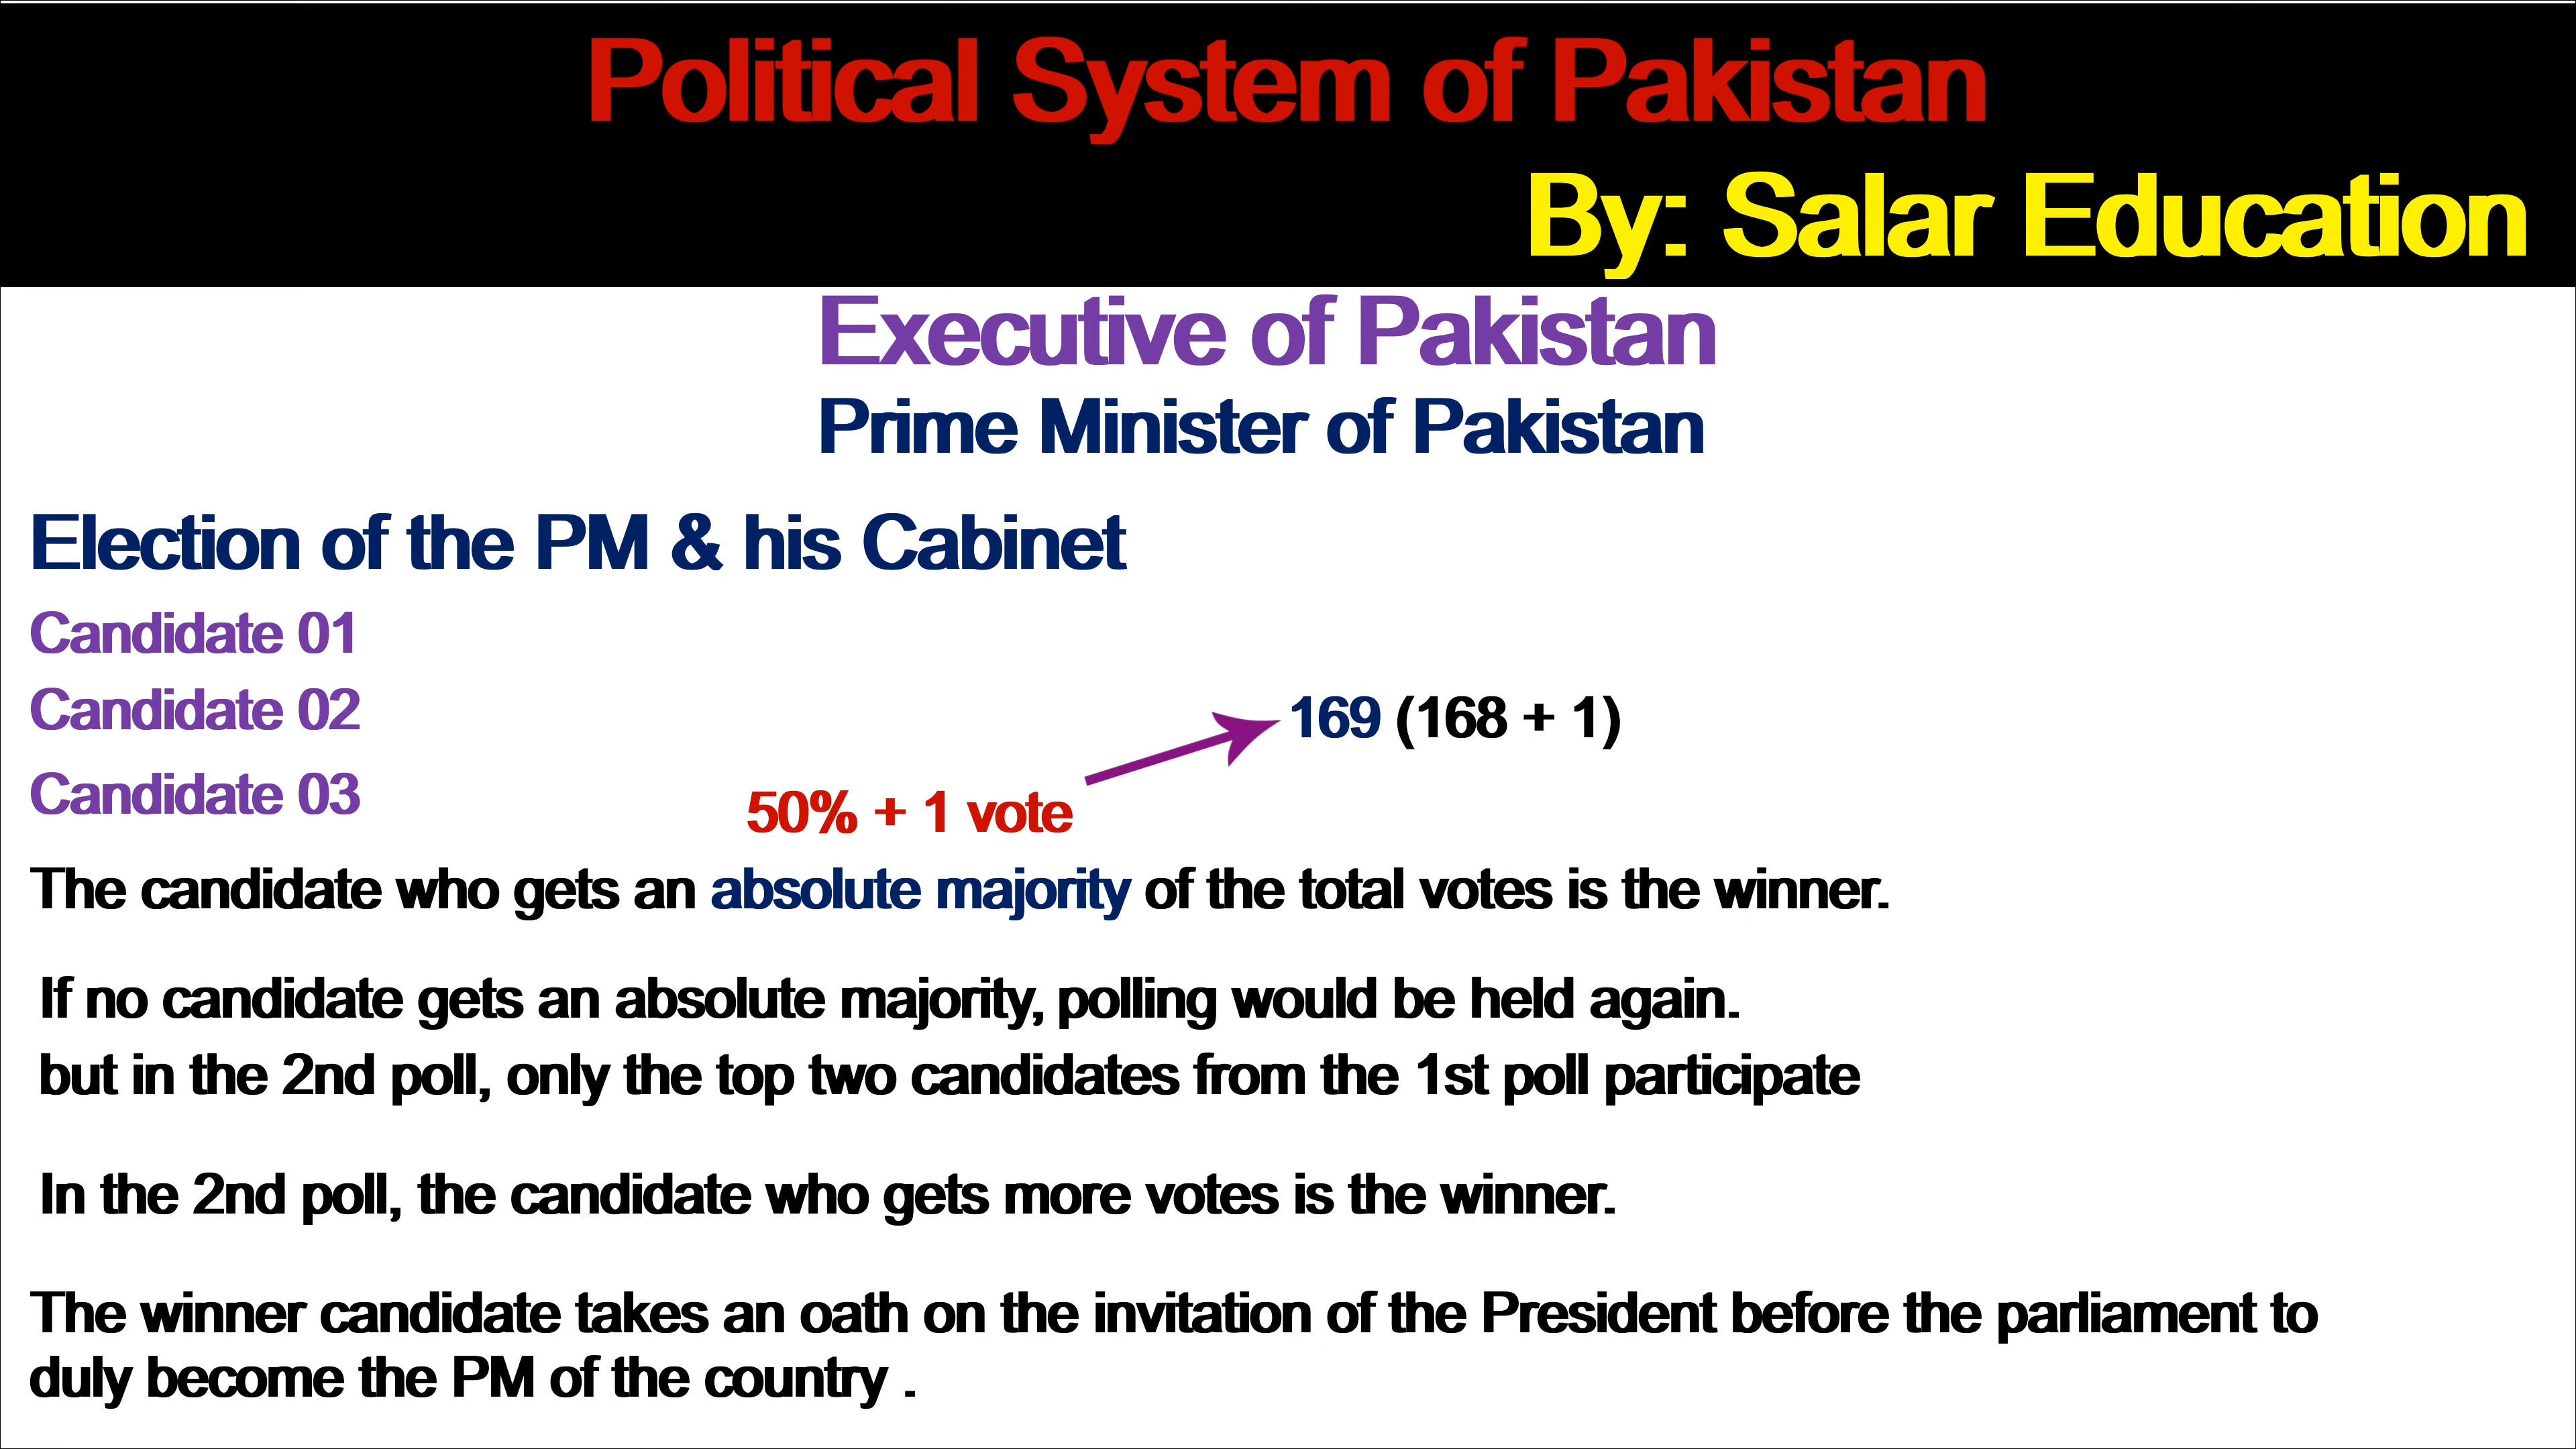 Political System of Pakistan
By: Salar Education
Executive of Pakistan
Prime Minister of Pakistan
Election of the PM & his Cabinet
Candidate 01
Candidate 02
169 (168 + 1)
Candidate 03
50% + 1 vote
The candidate who gets an absolute majority of the total votes is the winner.
If no candidate gets an absolute majority, polling would be held again.
but in the 2nd poll, only the top two candidates from the 1st poll participate
In the 2nd poll, the candidate who gets more votes is the winner.
The winner candidate takes an oath on the invitation of the President before the parliament to
duly become the PM of the country .